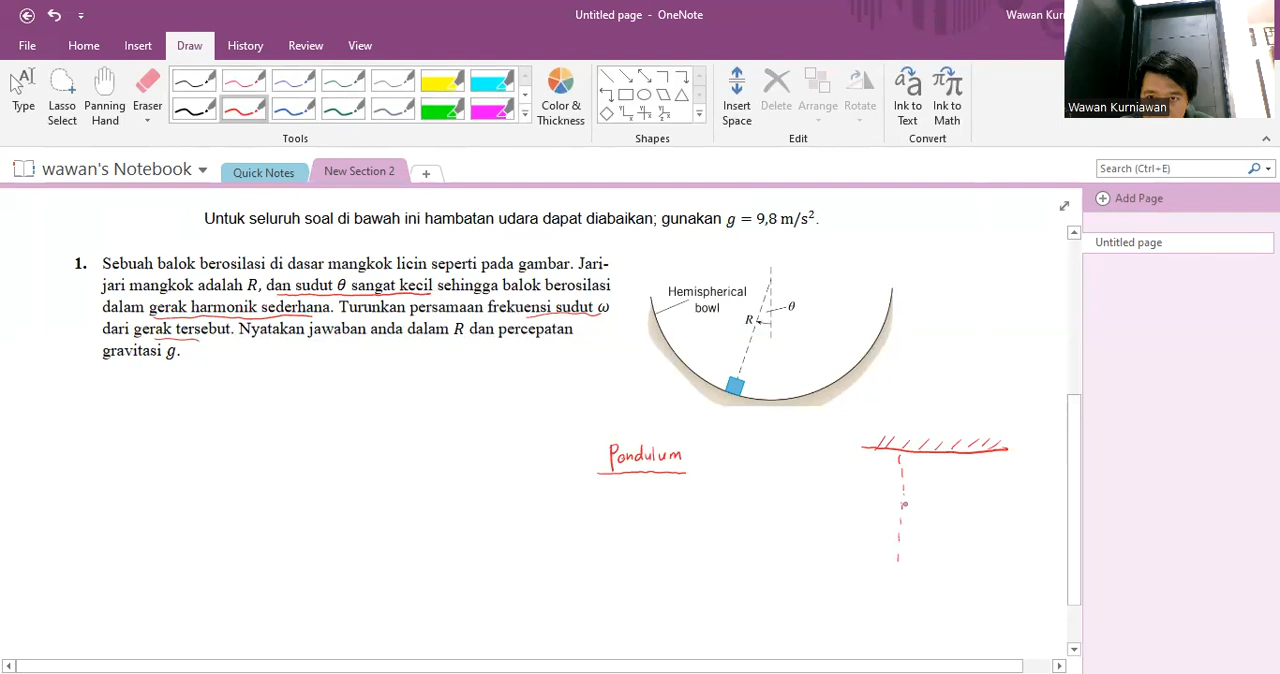 Untitled page - OneNote
Wawan Kurn
File
Home
Insert
Draw
History
Review
View
Wawan Kurniawan
Type
Lasso Select
Panning Hand
Eraser
Color & Thickness
Insert Space
Delete
Arrange
Rotate
Ink to Text
Ink to Math
Tools
Shapes
Edit
Convert
wawan's Notebook
Quick Notes
New Section 2
+
Search (Ctrl+E)
Add Page
Untitled page
Untuk seluruh soal di bawah ini hambatan udara dapat diabaikan; gunakan g = 9,8 m/s².
1. Sebuah balok berosilasi di dasar mangkok licin seperti pada gambar. Jari-
jari mangkok adalah R, dan sudut θ sangat kecil sehingga balok berosilasi
dalam gerak harmonik sederhana. Turunkan persamaan frekuensi sudut ω
dari gerak tersebut. Nyatakan jawaban anda dalam R dan percepatan
gravitasi g.
Hemispherical
bowl
θ
R
Pendulum